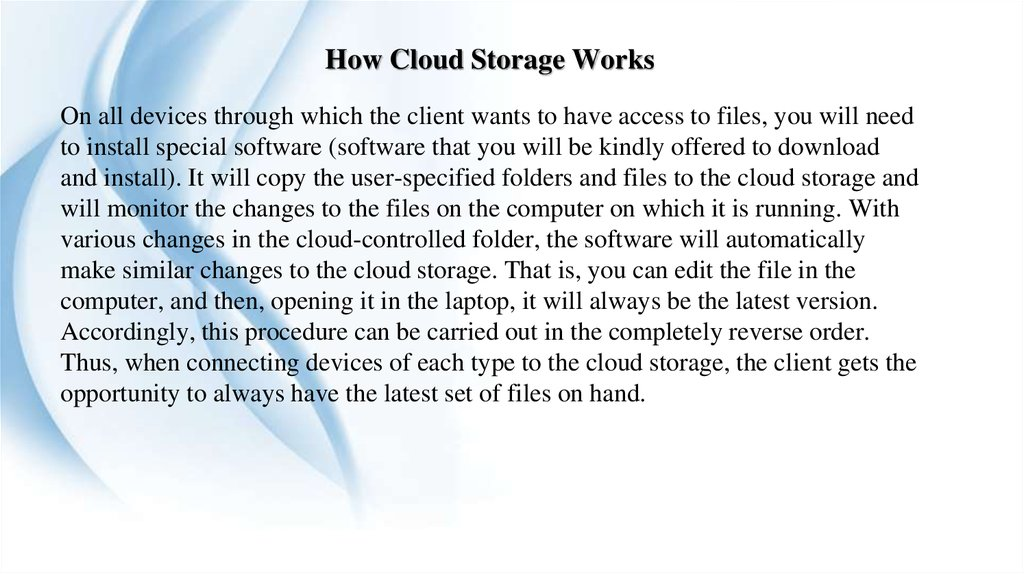 How Cloud Storage Works
On all devices through which the client wants to have access to files, you will need
to install special software (software that you will be kindly offered to download
and install). It will copy the user-specified folders and files to the cloud storage and
will monitor the changes to the files on the computer on which it is running. With
various changes in the cloud-controlled folder, the software will automatically
make similar changes to the cloud storage. That is, you can edit the file in the
computer, and then, opening it in the laptop, it will always be the latest version.
Accordingly, this procedure can be carried out in the completely reverse order.
Thus, when connecting devices of each type to the cloud storage, the client gets the
opportunity to always have the latest set of files on hand.